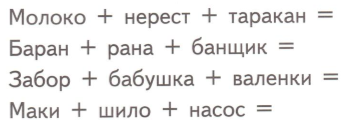 Молоко + нерест + таракан =
Баран + рана + банщик =
Забор + бабушка + валенки =
Маки + шило + насос =